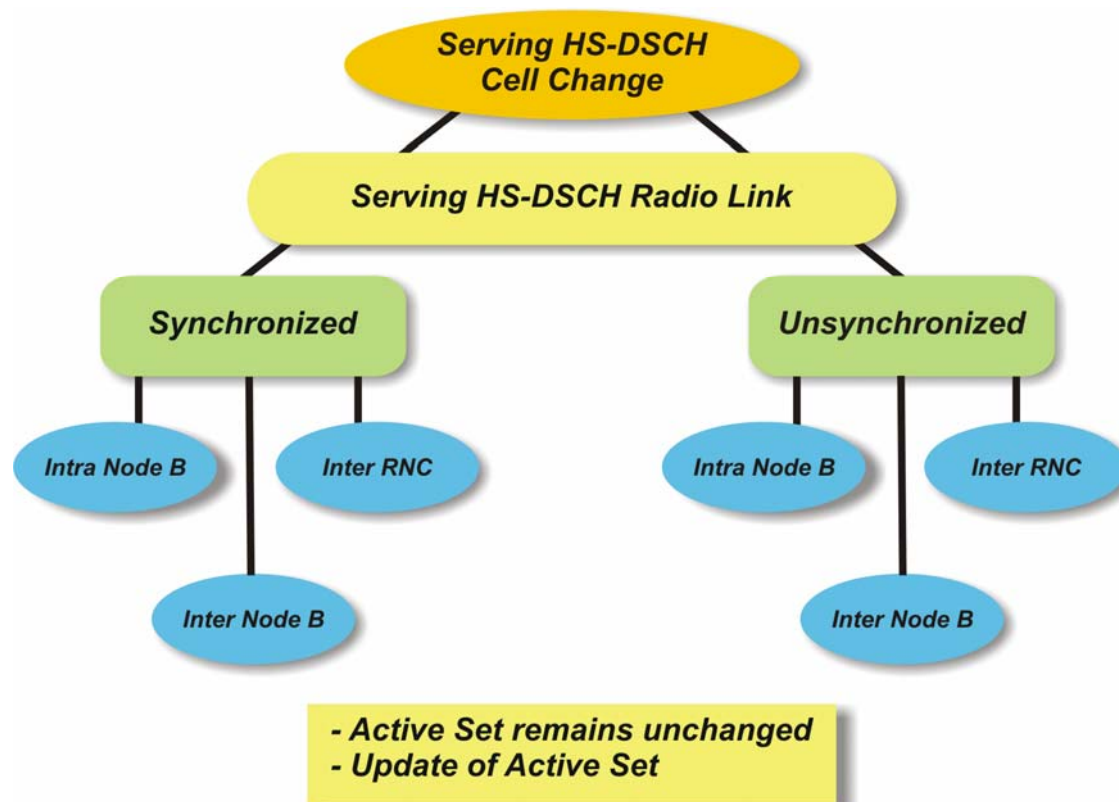 Serving HS-DSCH
Cell Change
Serving HS-DSCH Radio Link
Synchronized
Unsynchronized
Intra Node B
Inter RNC
Intra Node B
Inter RNC
Inter Node B
Inter Node B
- Active Set remains unchanged
- Update of Active Set